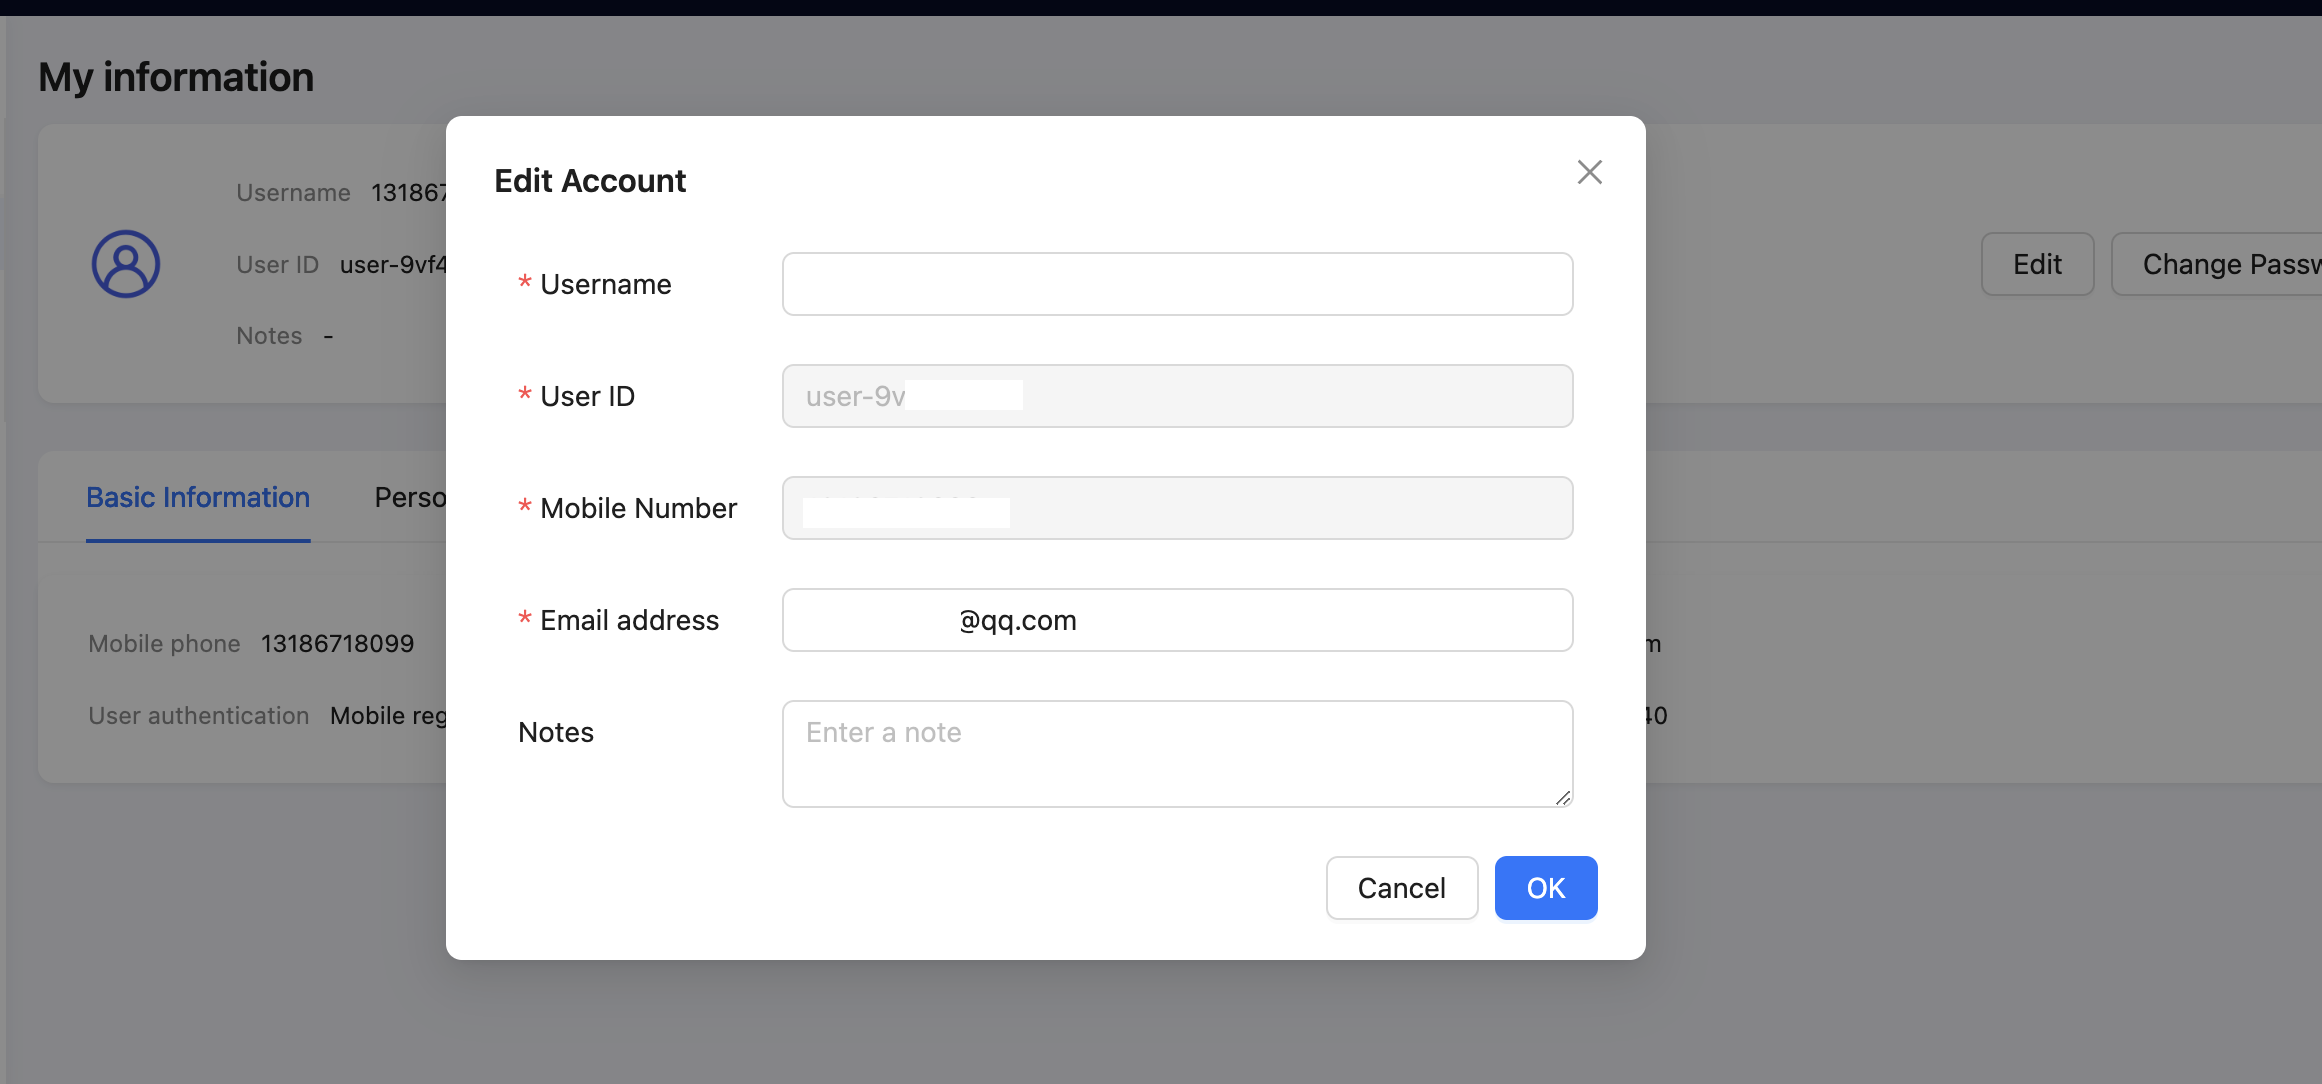 My information
Username 131867
User ID user-9vf4
Notes -
Edit
Change Passw
Basic Information
Perso
Mobile phone 13186718099
User authentication Mobile reg
m
40
Edit Account
* Username
* User ID user-9v
* Mobile Number
* Email address @qq.com
Notes Enter a note
Cancel
OK